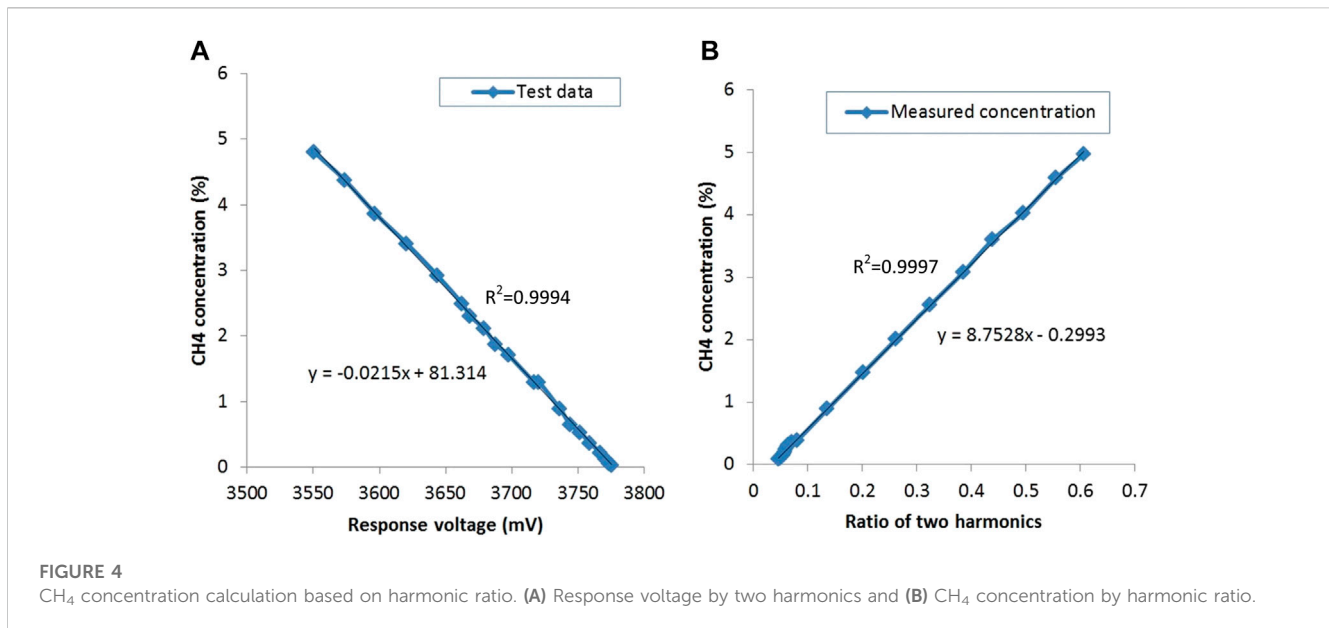 A
Test data
6
5
4
3
2
1
0
CH4 concentration (%)
R²=0.9994
y = -0.0215x + 81.314
3500 3550 3600 3650 3700 3750 3800
Response voltage (mV)
B
Measured concentration
6
5
4
3
2
1
0
CH4 concentration (%)
R²=0.9997
y = 8.7528x - 0.2993
0 0.1 0.2 0.3 0.4 0.5 0.6 0.7
Ratio of two harmonics
FIGURE 4
CH₄ concentration calculation based on harmonic ratio. (A) Response voltage by two harmonics and (B) CH₄ concentration by harmonic ratio.